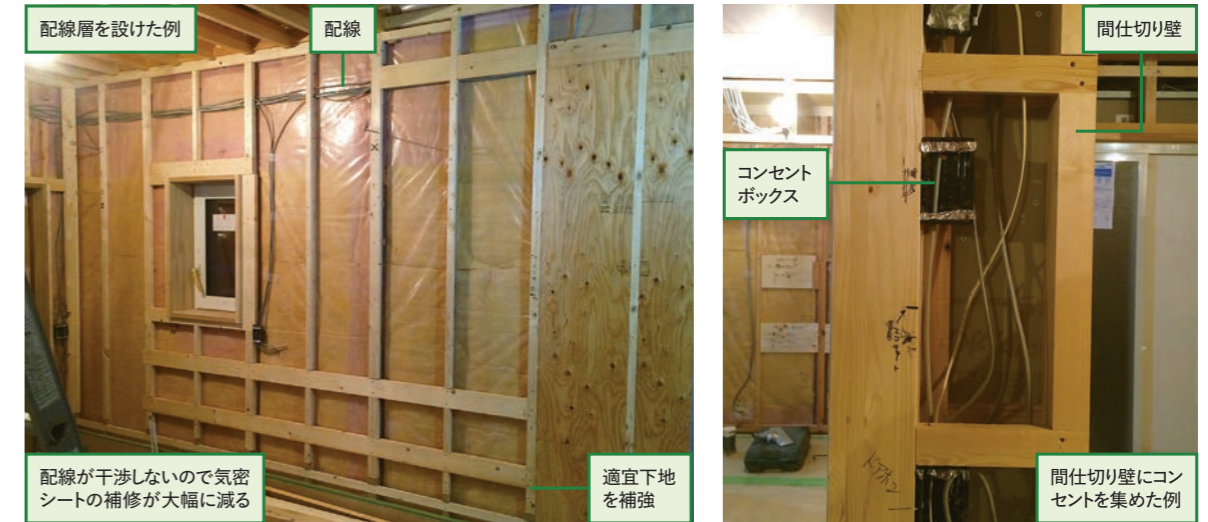 配線層を設けた例
配線
配線が干渉しないので気密
シートの補修が大幅に減る
適宜下地
を補強
間仕切り壁
コンセント
ボックス
間仕切り壁にコン
セントを集めた例